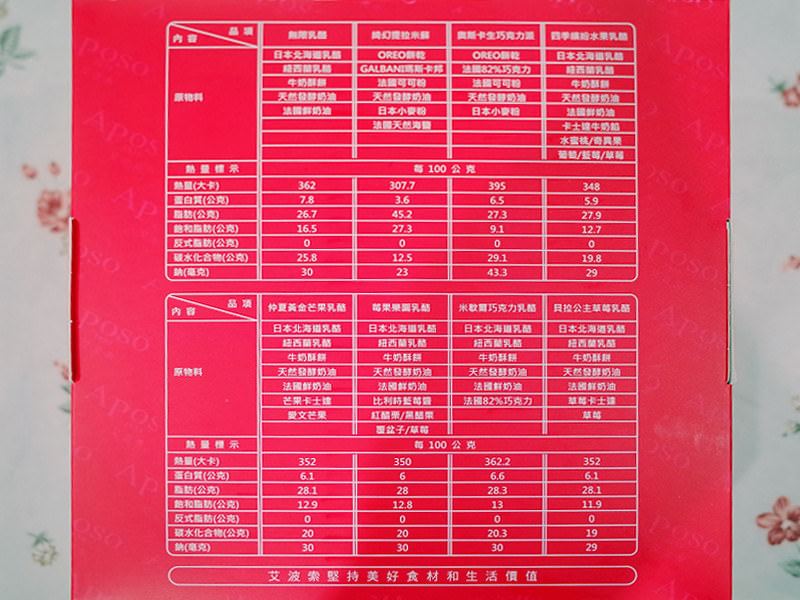 品項 內容 無限乳酪 綺幻提拉米蘇 奧斯卡生巧克力派 四季繽紛水果乳酪
原物料 日本北海道乳酪 OREO餅乾 OREO餅乾 日本北海道乳酪
紐西蘭乳酪 GALBANI瑪斯卡邦 法國82%巧克力 紐西蘭乳酪
牛奶酥餅 法國可可粉 法國可可粉 牛奶酥餅
天然發酵奶油 天然發酵奶油 天然發酵奶油 天然發酵奶油
法國鮮奶油 日本小麥粉 日本小麥粉 法國鮮奶油
法國天然海鹽 卡士達牛奶餡
水蜜桃/奇異果
葡萄/藍莓/草莓
熱量標示 每100公克
熱量(大卡) 362 307.7 395 348
蛋白質(公克) 7.8 3.6 6.5 5.9
脂肪(公克) 26.7 45.2 27.3 27.9
飽和脂肪(公克) 16.5 27.3 9.1 12.7
反式脂肪(公克) 0 0 0 0
碳水化合物(公克) 25.8 12.5 29.1 19.8
鈉(毫克) 30 23 43.3 29
品項 內容 仲夏黃金芒果乳酪 莓果樂園乳酪 米歇爾巧克力乳酪 貝拉公主草莓乳酪
原物料 日本北海道乳酪 日本北海道乳酪 日本北海道乳酪 日本北海道乳酪
紐西蘭乳酪 紐西蘭乳酪 紐西蘭乳酪 紐西蘭乳酪
牛奶酥餅 牛奶酥餅 牛奶酥餅 牛奶酥餅
天然發酵奶油 天然發酵奶油 天然發酵奶油 天然發酵奶油
法國鮮奶油 法國鮮奶油 法國鮮奶油 法國鮮奶油
芒果卡士達 比利時藍莓醬 法國82%巧克力 草莓卡士達
愛文芒果 紅醋栗/黑醋栗 草莓
覆盆子/草莓
熱量標示 每100公克
熱量(大卡) 352 350 362.2 352
蛋白質(公克) 6.1 6 6.6 6.1
脂肪(公克) 28.1 28 28.3 28.1
飽和脂肪(公克) 12.9 12.8 13 11.9
反式脂肪(公克) 0 0 0 0
碳水化合物(公克) 20 20 20.3 19
鈉(毫克) 30 30 30 29
艾波索堅持美好食材和生活價值
Aposo